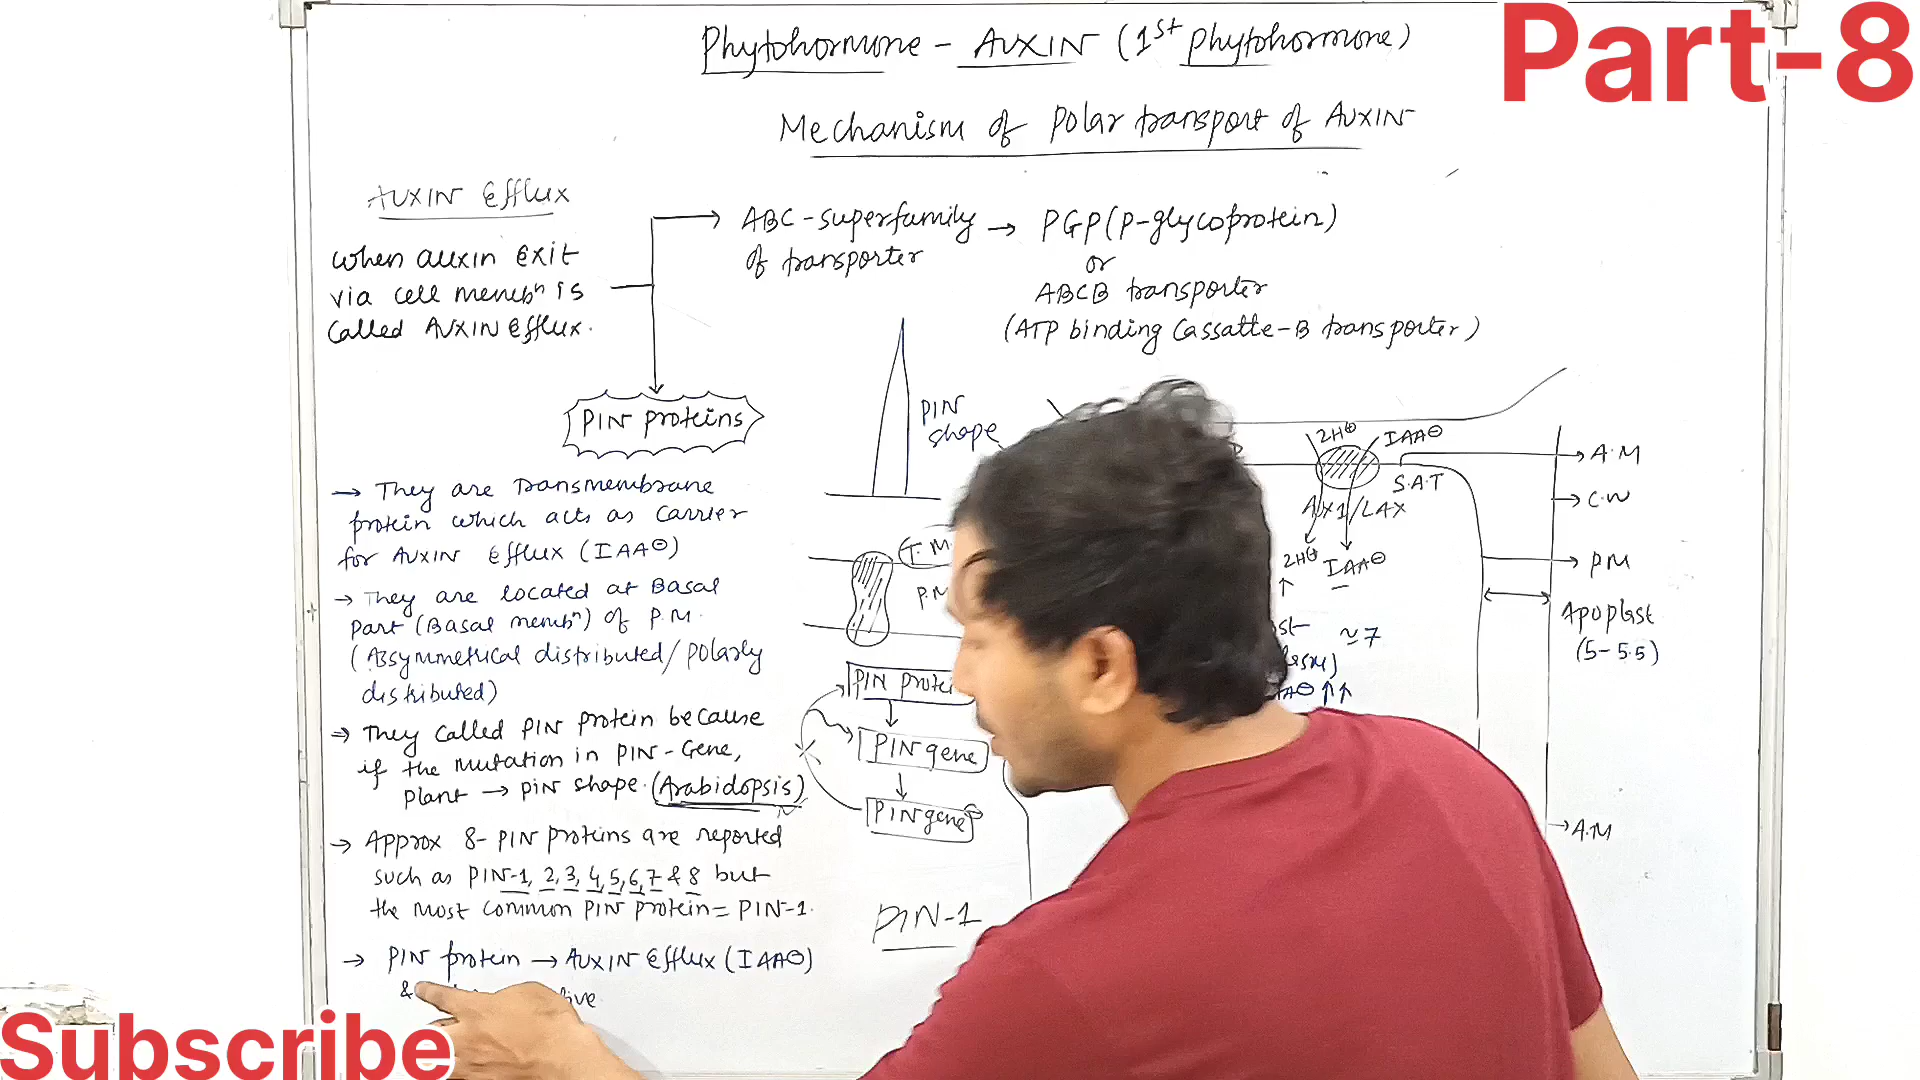 Part-8
Phytohormone - AUXIN (1st phytohormone)
Mechanism of polar transport of AUXIN
AUXIN Efflux
when auxin exit
via cell membn is
called AUXIN efflux.
ABC-superfamily
of transporter
→ PGP(P-glycoprotein)
or
ABCB transporter
(ATP binding Cassatte-B transporter)
PIN proteins
→ They are Transmembrane
protein which acts as carrier
for AUXIN efflux (IAA⊖)
→ They are located at Basal
part (Basal membn) of P.M.
(Assymmetrical distributed/polarly
distributed)
→ They called PIN protein because
if the mutation in PIN-Gene,
plant → PIN shape. (Arabidopsis)
→ Approx 8-PIN proteins are reported
such as PIN-1, 2, 3, 4, 5, 6, 7 & 8 but
the most common PIN protein = PIN-1.
→ PIN protein → AUXIN efflux (IAA⊖)
&
PIN
shape
T.M
P.M
PIN protei
PIN gene
PIN gene⊖
PIN-1
2H⊕ IAA⊖
S.A.T
AUX1/LAX
2H⊕ IAA⊖
≃7
↑↑
→ A.M
→ C.W
→ PM
Apoplast
(5-5.5)
→ A.M
Subscribe